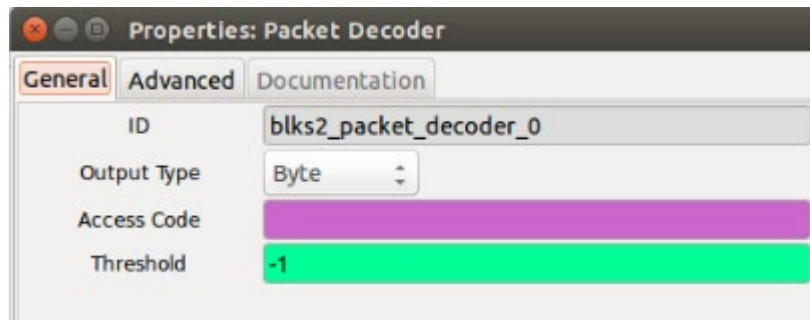 Properties: Packet Decoder
General Advanced Documentation
ID blks2_packet_decoder_0
Output Type Byte
Access Code
Threshold -1